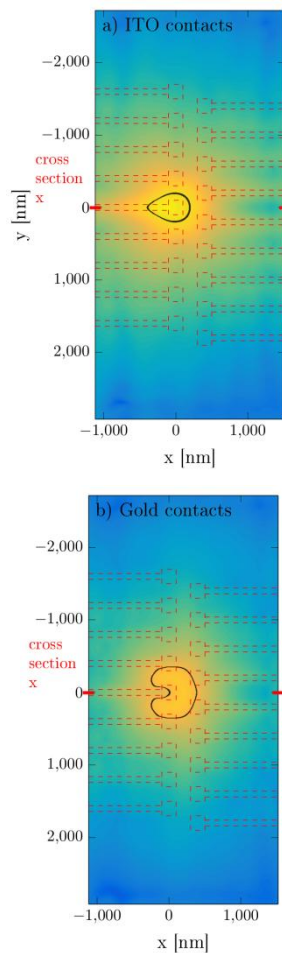 a) ITO contacts
−2,000
−1,000
cross
section
x
0
y [nm]
1,000
2,000
−1,000 0 1,000
x [nm]
b) Gold contacts
−2,000
−1,000
cross
section
x
0
1,000
2,000
−1,000 0 1,000
x [nm]